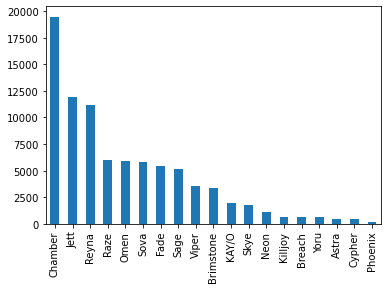 20000
17500
15000
12500
10000
7500
5000
2500
0
Chamber
Jett
Reyna
Raze
Omen
Sova
Fade
Sage
Viper
Brimstone
KAY/O
Skye
Neon
Killjoy
Breach
Yoru
Astra
Cypher
Phoenix